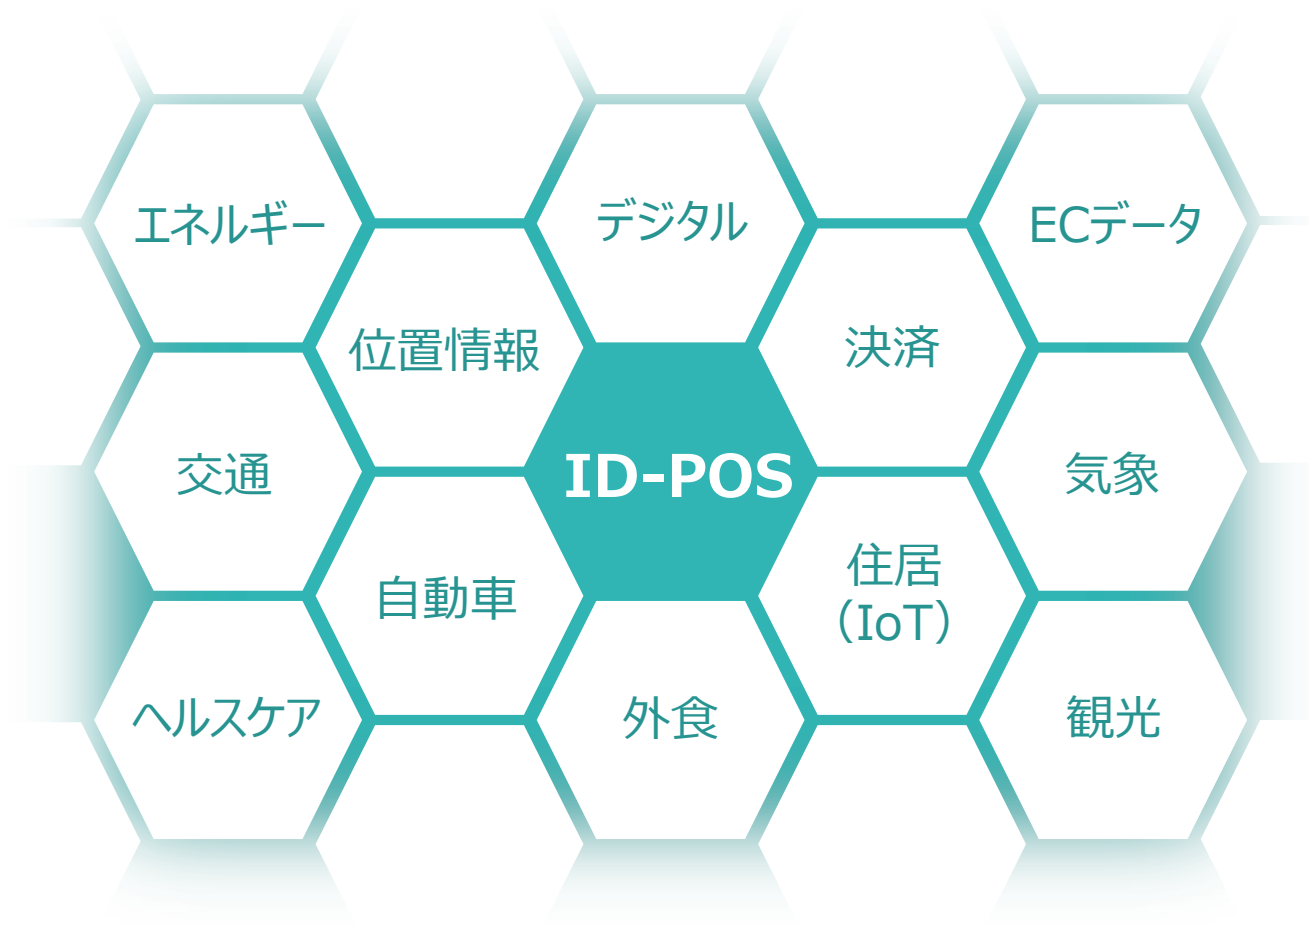 エネルギー
デジタル
ECデータ
位置情報
決済
交通
ID-POS
気象
自動車
住居
（IoT）
ヘルスケア
外食
観光